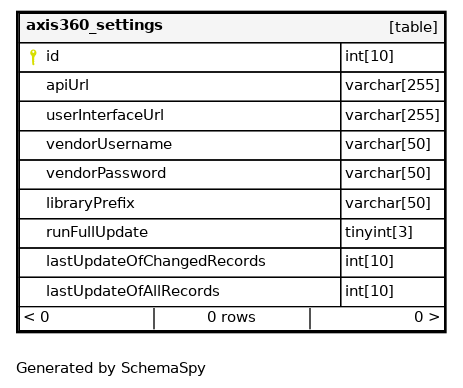 axis360_settings [table]
id int[10]
apiUrl varchar[255]
userInterfaceUrl varchar[255]
vendorUsername varchar[50]
vendorPassword varchar[50]
libraryPrefix varchar[50]
runFullUpdate tinyint[3]
lastUpdateOfChangedRecords int[10]
lastUpdateOfAllRecords int[10]
< 0 0 rows 0 >
Generated by SchemaSpy